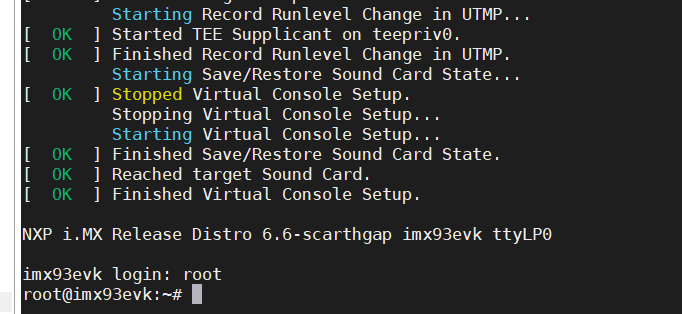 Starting Record Runlevel Change in UTMP...
[  OK  ] Started TEE Supplicant on teepriv0.
[  OK  ] Finished Record Runlevel Change in UTMP.
Starting Save/Restore Sound Card State...
[  OK  ] Stopped Virtual Console Setup.
Stopping Virtual Console Setup...
Starting Virtual Console Setup...
[  OK  ] Finished Save/Restore Sound Card State.
[  OK  ] Reached target Sound Card.
[  OK  ] Finished Virtual Console Setup.
NXP i.MX Release Distro 6.6-scarthgap imx93evk ttyLP0
imx93evk login: root
root@imx93evk:~#